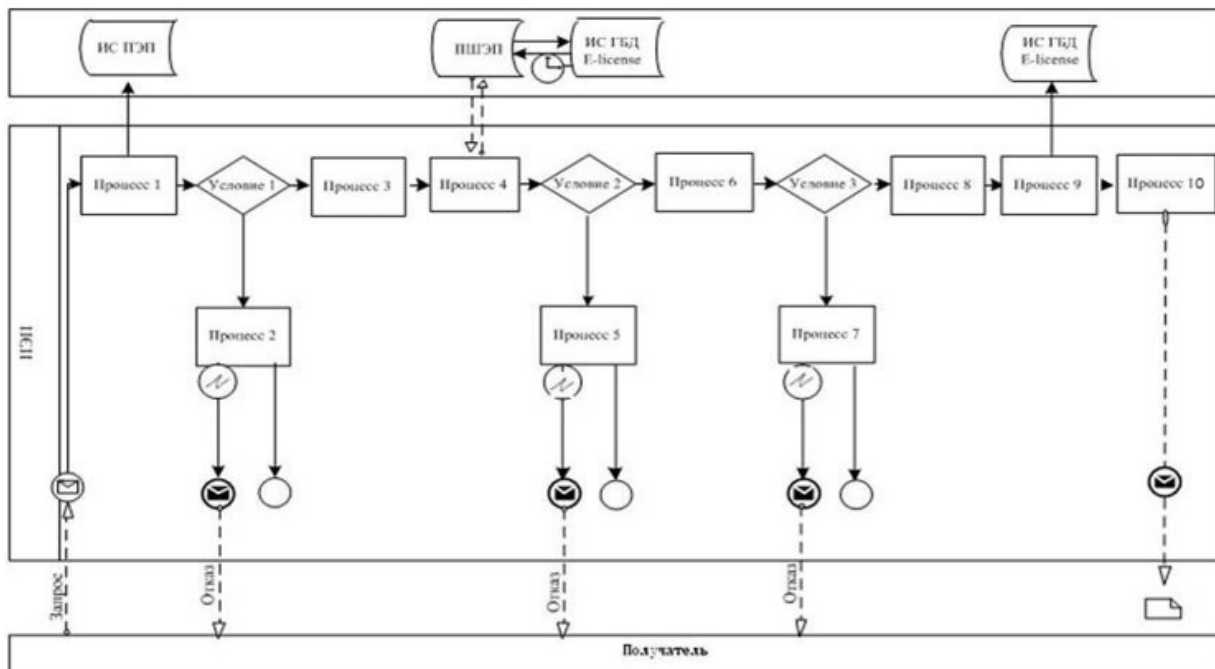 ИС ПЭП
ПШЭП
ИС ГБД
E-license
ИС ГБД
E-license
ПЭП
Процесс 1
Условие 1
Процесс 3
Процесс 4
Условие 2
Процесс 6
Условие 3
Процесс 8
Процесс 9
Процесс 10
Процесс 2
Процесс 5
Процесс 7
Запрос
Отказ
Отказ
Отказ
Получатель